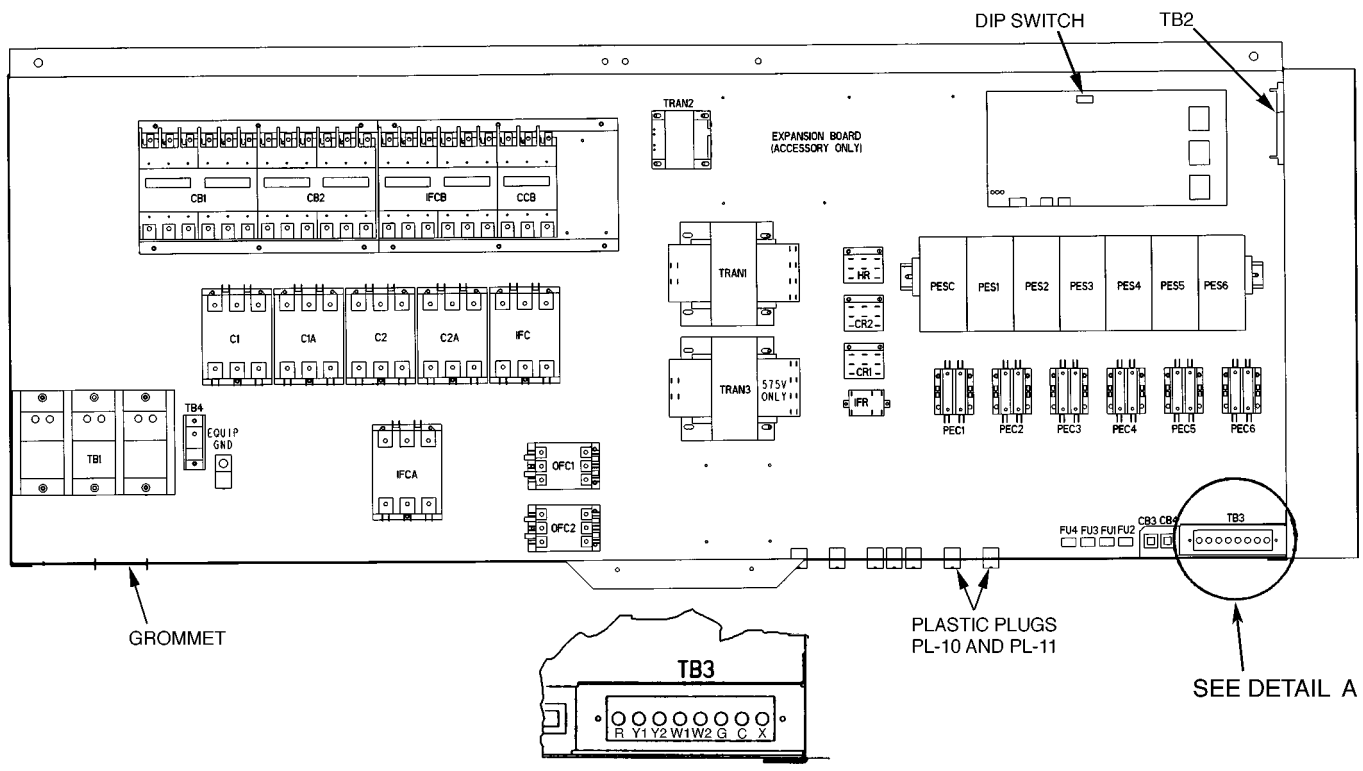 DIP SWITCH
TB2
TRAN2
EXPANSION BOARD
(ACCESSORY ONLY)
CB1
CB2
IFCB
CCB
TRAN1
HR
CR2
CR1
IFR
PESC
PES1
PES2
PES3
PES4
PES5
PES6
C1
C1A
C2
C2A
IFC
TRAN3
575V
ONLY
PEC1
PEC2
PEC3
PEC4
PEC5
PEC6
TB1
TB4
EQUIP
GND
IFCA
OFC1
OFC2
FU4 FU3 FU1 FU2
CB3 CB4
TB3
GROMMET
PLASTIC PLUGS
PL-10 AND PL-11
SEE DETAIL A
TB3
R Y1 Y2 W1 W2 G C X